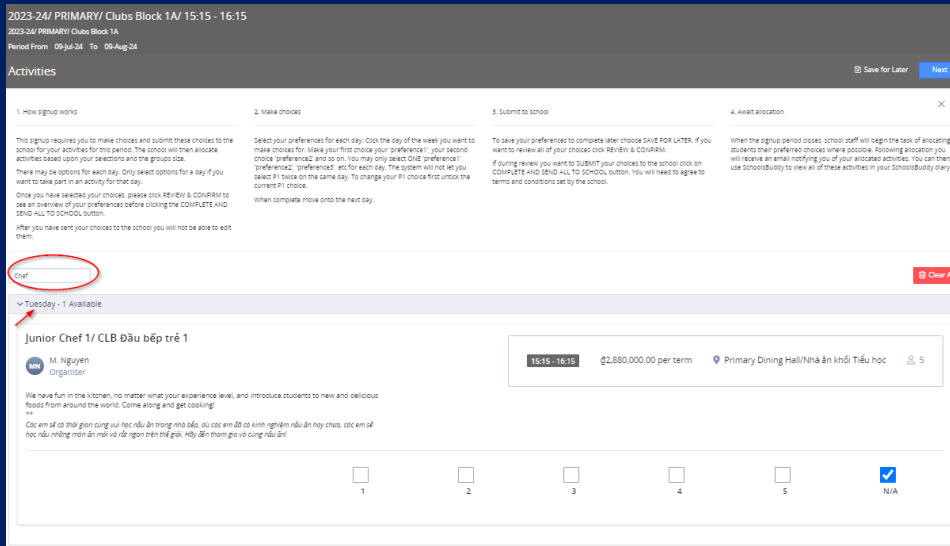 2023-24/ PRIMARY/ Clubs Block 1A/ 15:15 - 16:15
2023-24/ PRIMARY/ Clubs Block 1A
Period From 09-Jul-24 To 09-Aug-24
Activities
Save for Later
Next
1. How signup works
This signup requires you to make choices and submit these choices to the
school for your activities for this period. The school will then allocate
activities based upon your selections and the groups size.
There may be options for each day. Only select options for a day if you
want to take part in an activity for that day.
Once you have selected your choices, please click REVIEW & CONFIRM to
see an overview of your preferences before clicking the COMPLETE AND
SEND ALL TO SCHOOL button.
After you have sent your choices to the school you will not be able to edit
them.
2. Make choices
Select your preferences for each day. Click the day of the week you want to
make choices for. Make your first choice your 'preference1', your second
choice 'preference2' and so on. You may only select ONE 'preference1',
'preference2', 'preference3', etc for each day. The system will not let you
select P1 twice on the same day. To change your P1 choice first untick the
current P1 choice.
When complete move onto the next day.
3. Submit to school
To save your preferences to complete later choose SAVE FOR LATER. If you
want to review all of your choices click REVIEW & CONFIRM.
If during review you want to SUBMIT your choices to the school click on
COMPLETE AND SEND ALL TO SCHOOL button. You will need to agree to
terms and conditions set by the school.
4. Await allocation
When the signup period closes, school staff will begin the task of allocating
students their preferred choices where possible. Following allocation you
will receive an email notifying you of your allocated activities. You can then
use SchoolsBuddy to view all of these activities in your SchoolsBuddy diary
Chef
Clear A
Tuesday - 1 Available
Junior Chef 1/ CLB Đầu bếp trẻ 1
MN
M. Nguyen
Organiser
15:15 - 16:15
₫2,880,000.00 per term
Primary Dining Hall/Nhà ăn khối Tiểu học
5
We have fun in the kitchen, no matter what your experience level, and introduce students to new and delicious
foods from around the world. Come along and get cooking!
**
Các em sẽ có thời gian cùng vui học nấu ăn trong nhà bếp, dù các em đã có kinh nghiệm nấu ăn hay chưa, các em sẽ
học nấu những món ăn mới và rất ngon trên thế giới. Hãy đến tham gia và cùng nấu ăn!
1
2
3
4
5
N/A